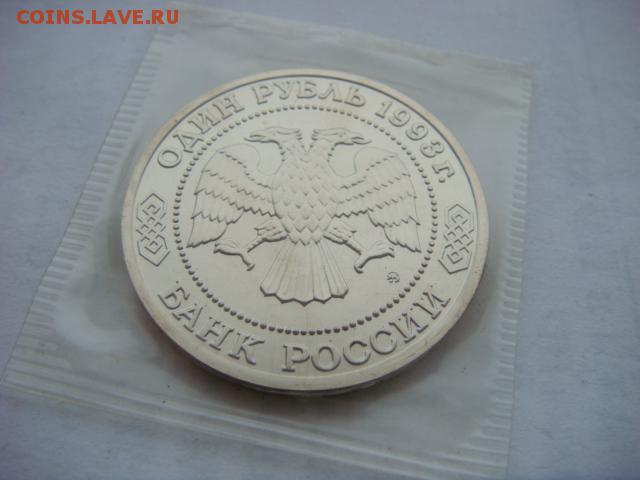 COINS.LAVE.RU
ОДИН РУБЛЬ 1993 г.
БАНК РОССИИ